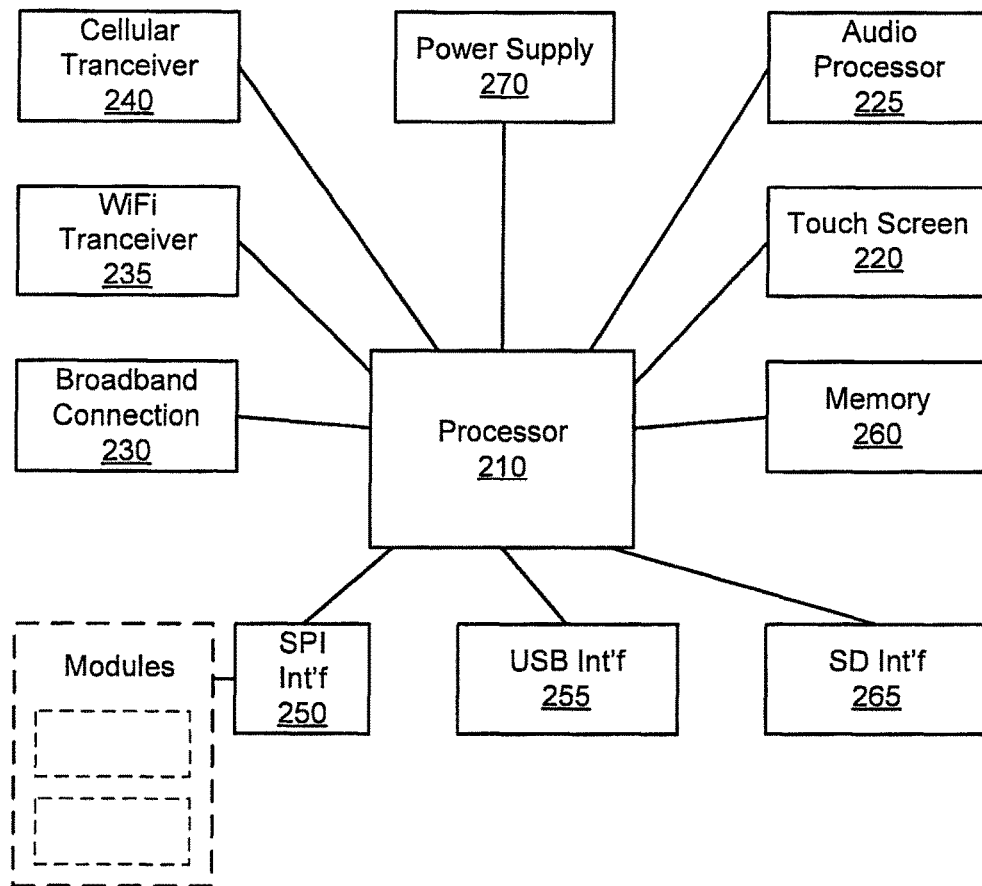 Cellular
Tranceiver
240
Power Supply
270
Audio
Processor
225
WiFi
Tranceiver
235
Touch Screen
220
Broadband
Connection
230
Processor
210
Memory
260
Modules
SPI
Int'f
250
USB Int'f
255
SD Int'f
265